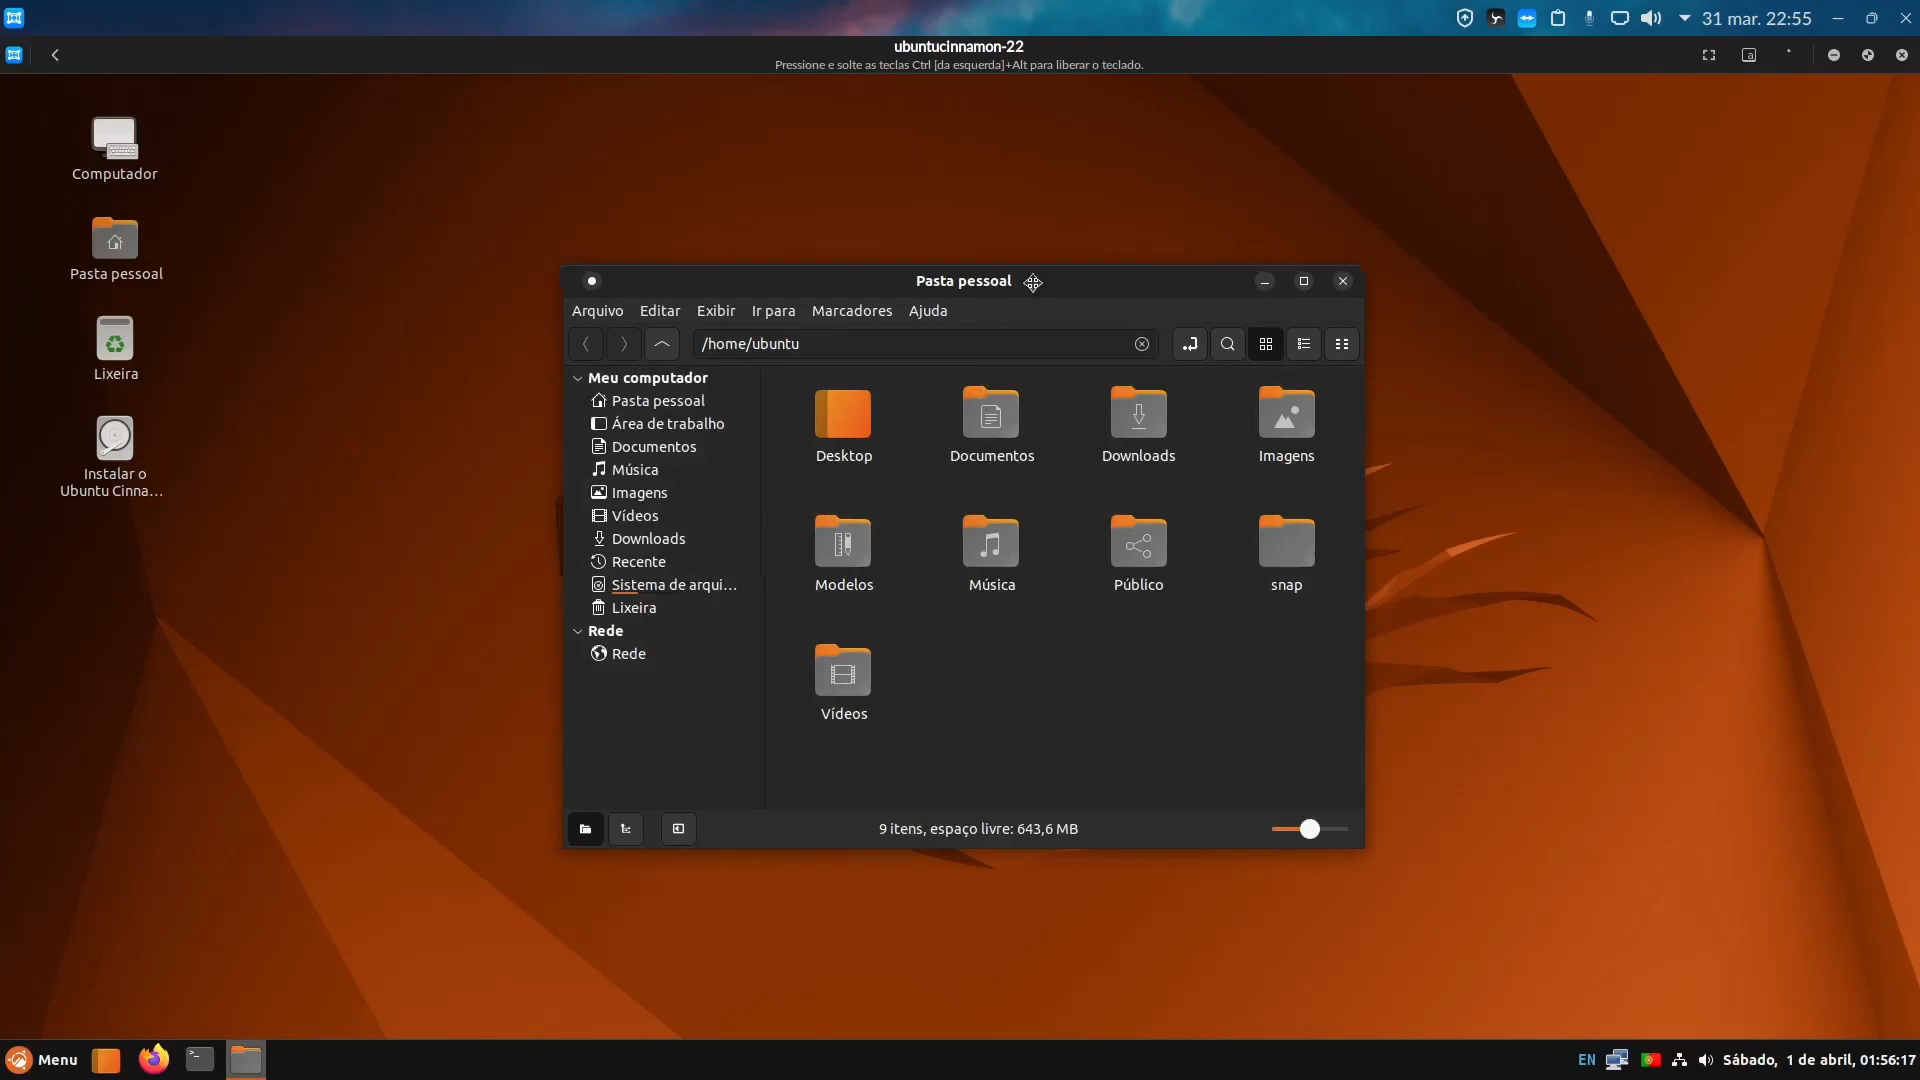 31 mar. 22:55
ubuntucinnamon-22
Pressione e solte as teclas Ctrl [da esquerda]+Alt para liberar o teclado.
Computador
Pasta pessoal
Lixeira
Instalar o
Ubuntu Cinna...
Pasta pessoal
Arquivo Editar Exibir Ir para Marcadores Ajuda
/home/ubuntu
Meu computador
Pasta pessoal
Área de trabalho
Documentos
Música
Imagens
Vídeos
Downloads
Recente
Sistema de arqui...
Lixeira
Rede
Rede
Desktop Documentos Downloads Imagens
Modelos Música Público snap
Vídeos
9 itens, espaço livre: 643,6 MB
Menu
EN
Sábado, 1 de abril, 01:56:17